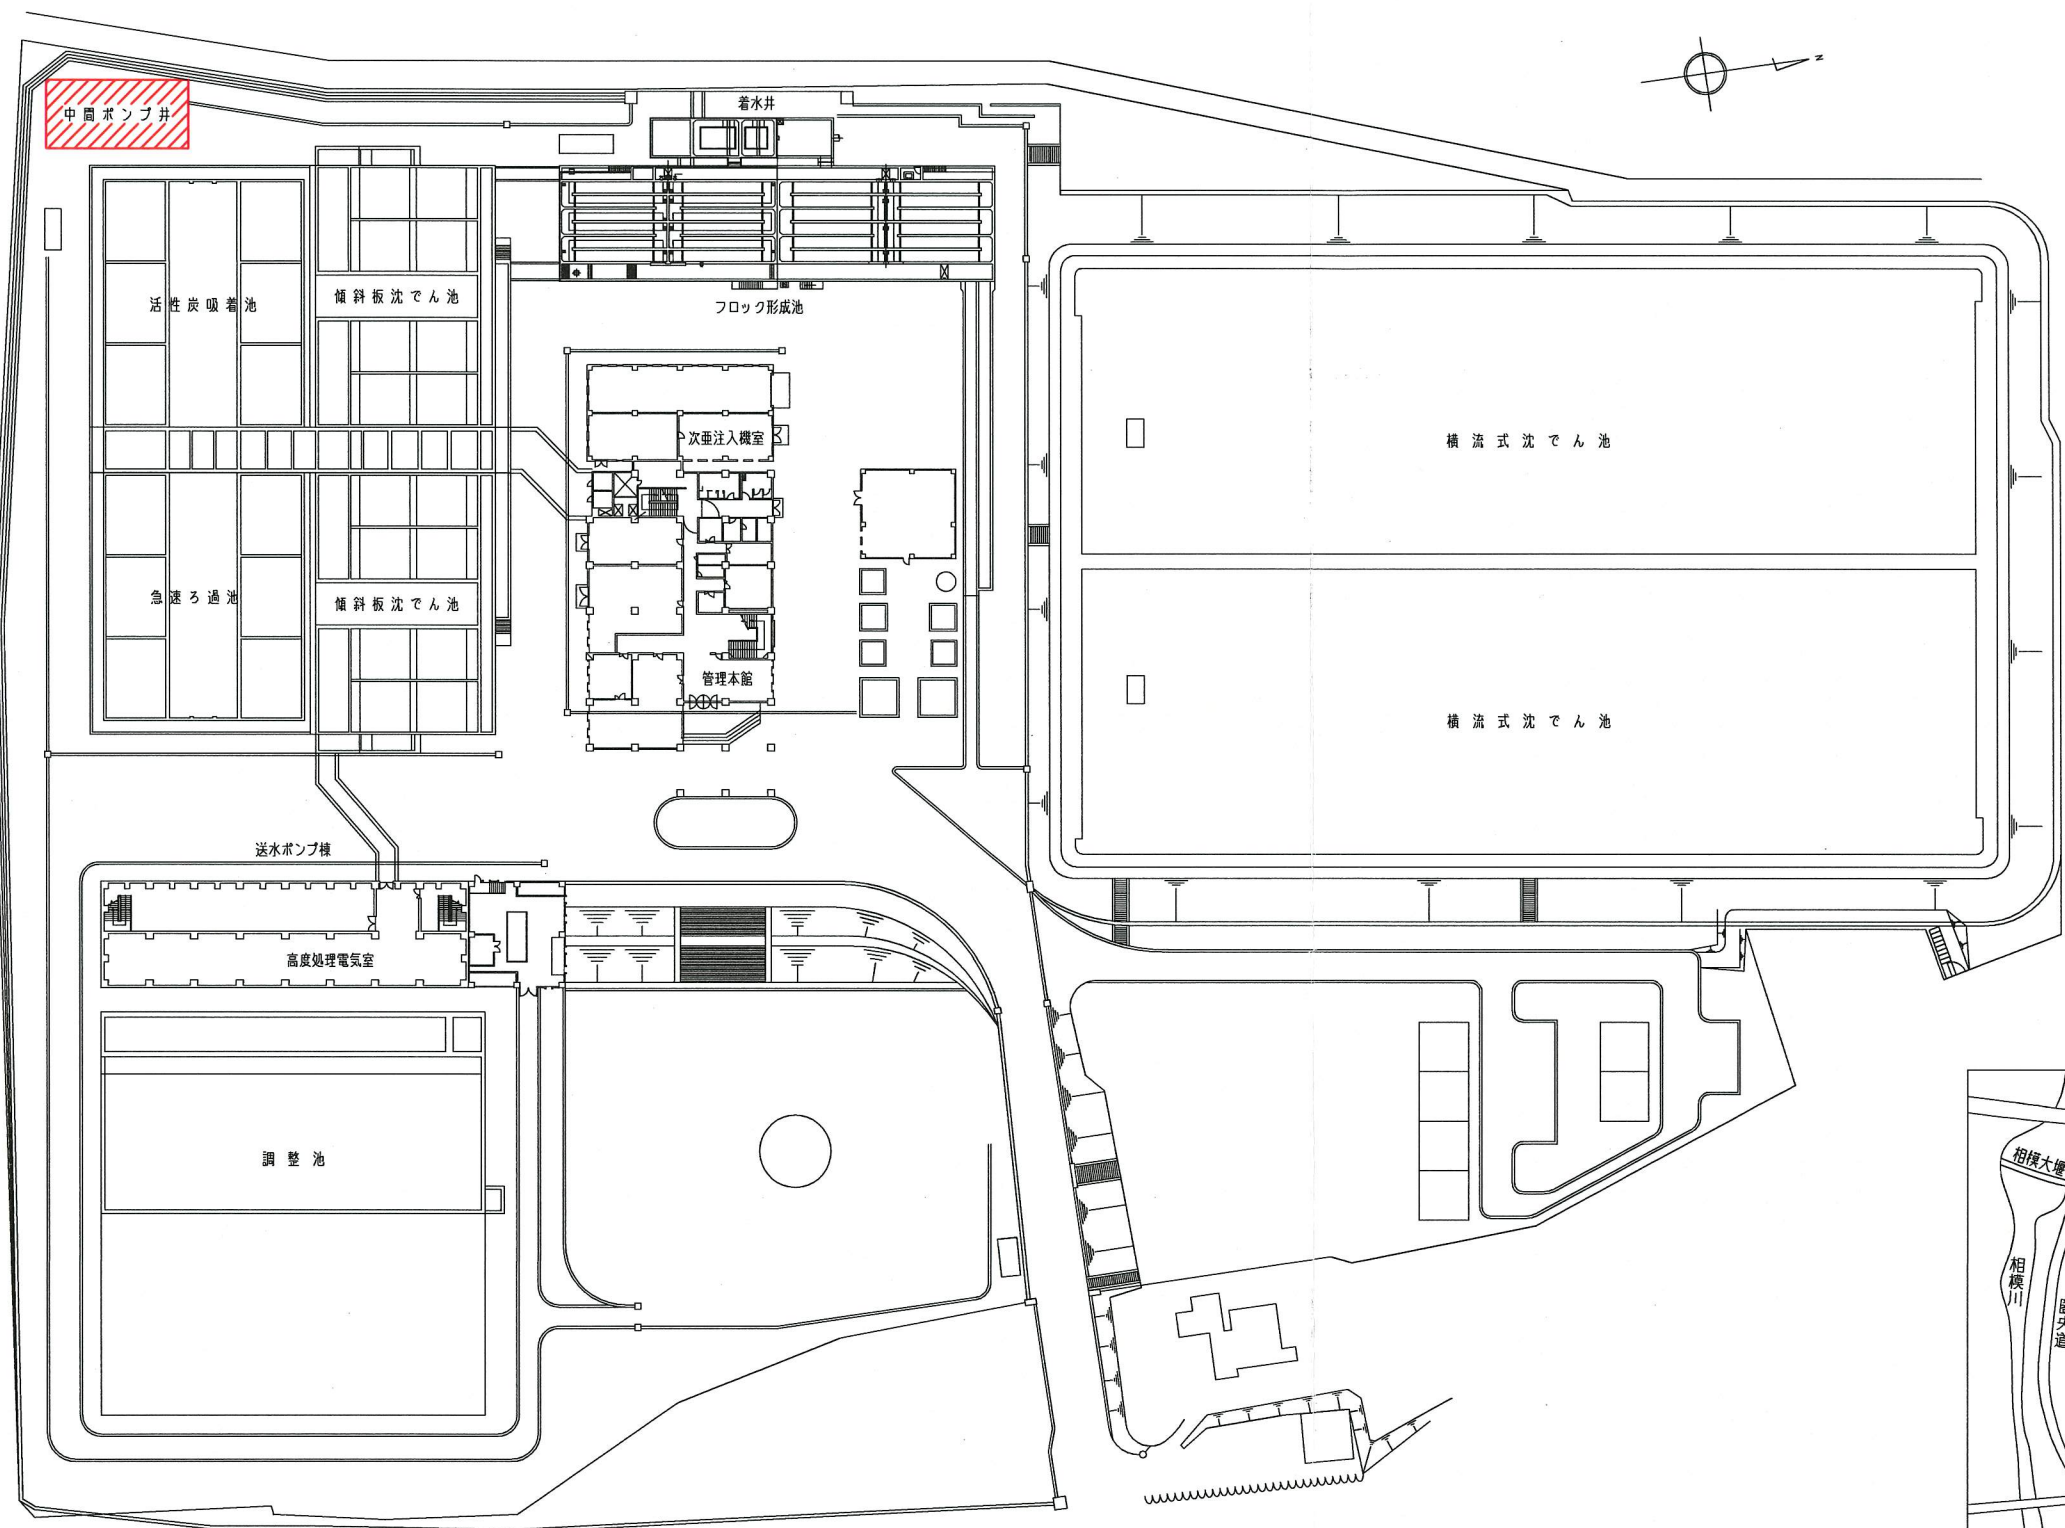 N
中間ポンプ井
着水井
活性炭吸着池
傾斜板沈でん池
フロック形成池
次亜注入機室
横流式沈でん池
急速ろ過池
傾斜板沈でん池
管理本館
横流式沈でん池
送水ポンプ棟
高度処理電気室
調整池
相模大堰
相模川
圏央道